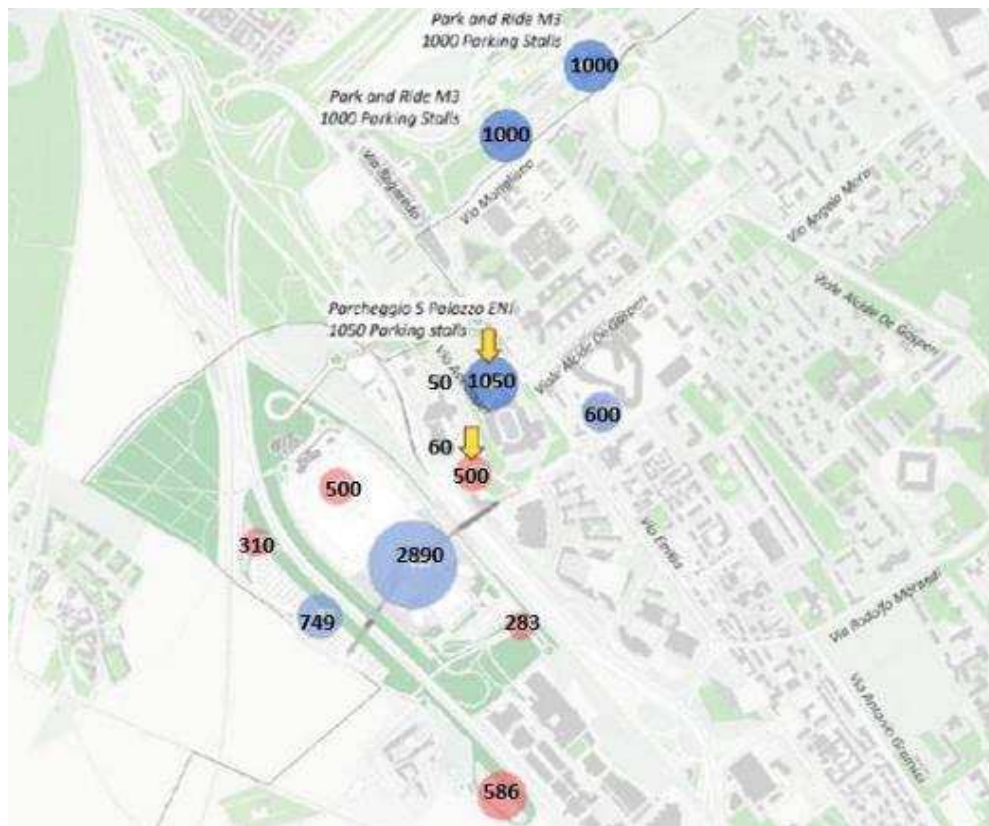 Park and Ride M3
1000 Parking Stalls
1000
Park and Ride M3
1000 Parking Stalls
1000
Via Rogoredo
Via Marignano
Via Angelo Moro
Viale Alcide De Gasperi
Parcheggio 5 Palazzo ENI
1050 Parking stalls
Viale Alcide De Gasperi
50
1050
600
60
500
500
310
2890
Via Emilia
749
283
Via Rodolfo Morandi
Via Antonio Gramsci
586